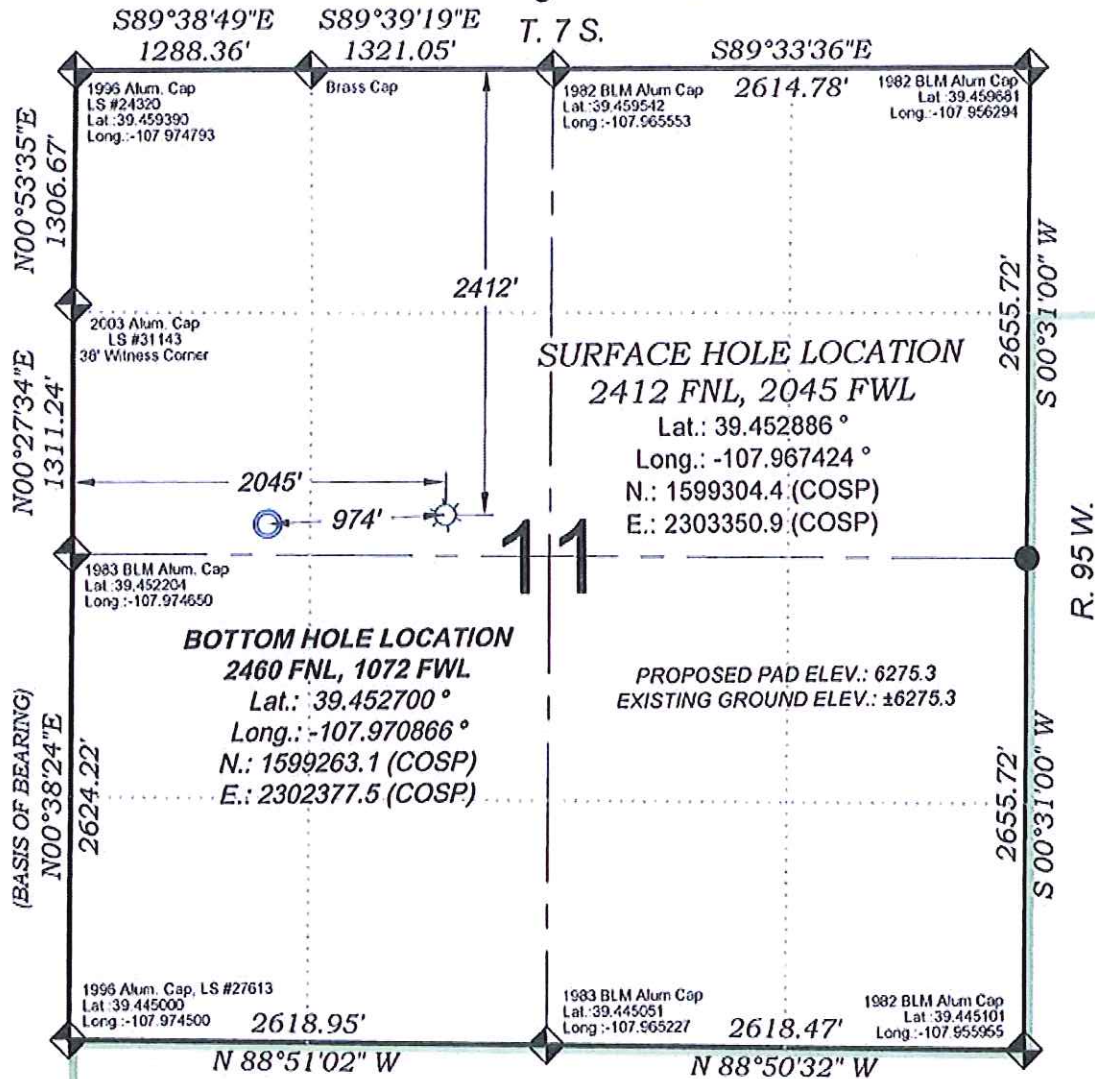 S89°38'49"E
1288.36'
S89°39'19"E
1321.05'
T. 7 S.
S89°33'36"E
2614.78'
1996 Alum. Cap
LS #24320
Lat.:39.459390
Long.:-107.974793
Brass Cap
1982 BLM Alum Cap
Lat.:39.459542
Long.:-107.965553
1982 BLM Alum Cap
Lat.:39.459681
Long.:-107.956294
N00°53'35"E
1306.67'
2412'
2003 Alum. Cap
LS #31143
38' Witness Corner
2655.72'
S 00°31'00" W
SURFACE HOLE LOCATION
2412 FNL, 2045 FWL
Lat.: 39.452886 °
Long.: -107.967424 °
N.: 1599304.4 (COSP)
E.: 2303350.9 (COSP)
N00°27'34"E
1311.24'
2045'
974'
11
R. 95 W.
1983 BLM Alum. Cap
Lat.:39.452204
Long.:-107.974650
BOTTOM HOLE LOCATION
2460 FNL, 1072 FWL
Lat.: 39.452700 °
Long.: -107.970866 °
N.: 1599263.1 (COSP)
E.: 2302377.5 (COSP)
PROPOSED PAD ELEV.: 6275.3
EXISTING GROUND ELEV.: ±6275.3
(BASIS OF BEARING)
N00°38'24"E
2624.22'
2655.72'
S 00°31'00" W
1996 Alum. Cap, LS #27613
Lat.:39.445000
Long.:-107.974500
2618.95'
N 88°51'02" W
1983 BLM Alum Cap
Lat.:39.445051
Long.:-107.965227
1982 BLM Alum Cap
Lat.:39.445101
Long.:-107.955955
2618.47'
N 88°50'32" W